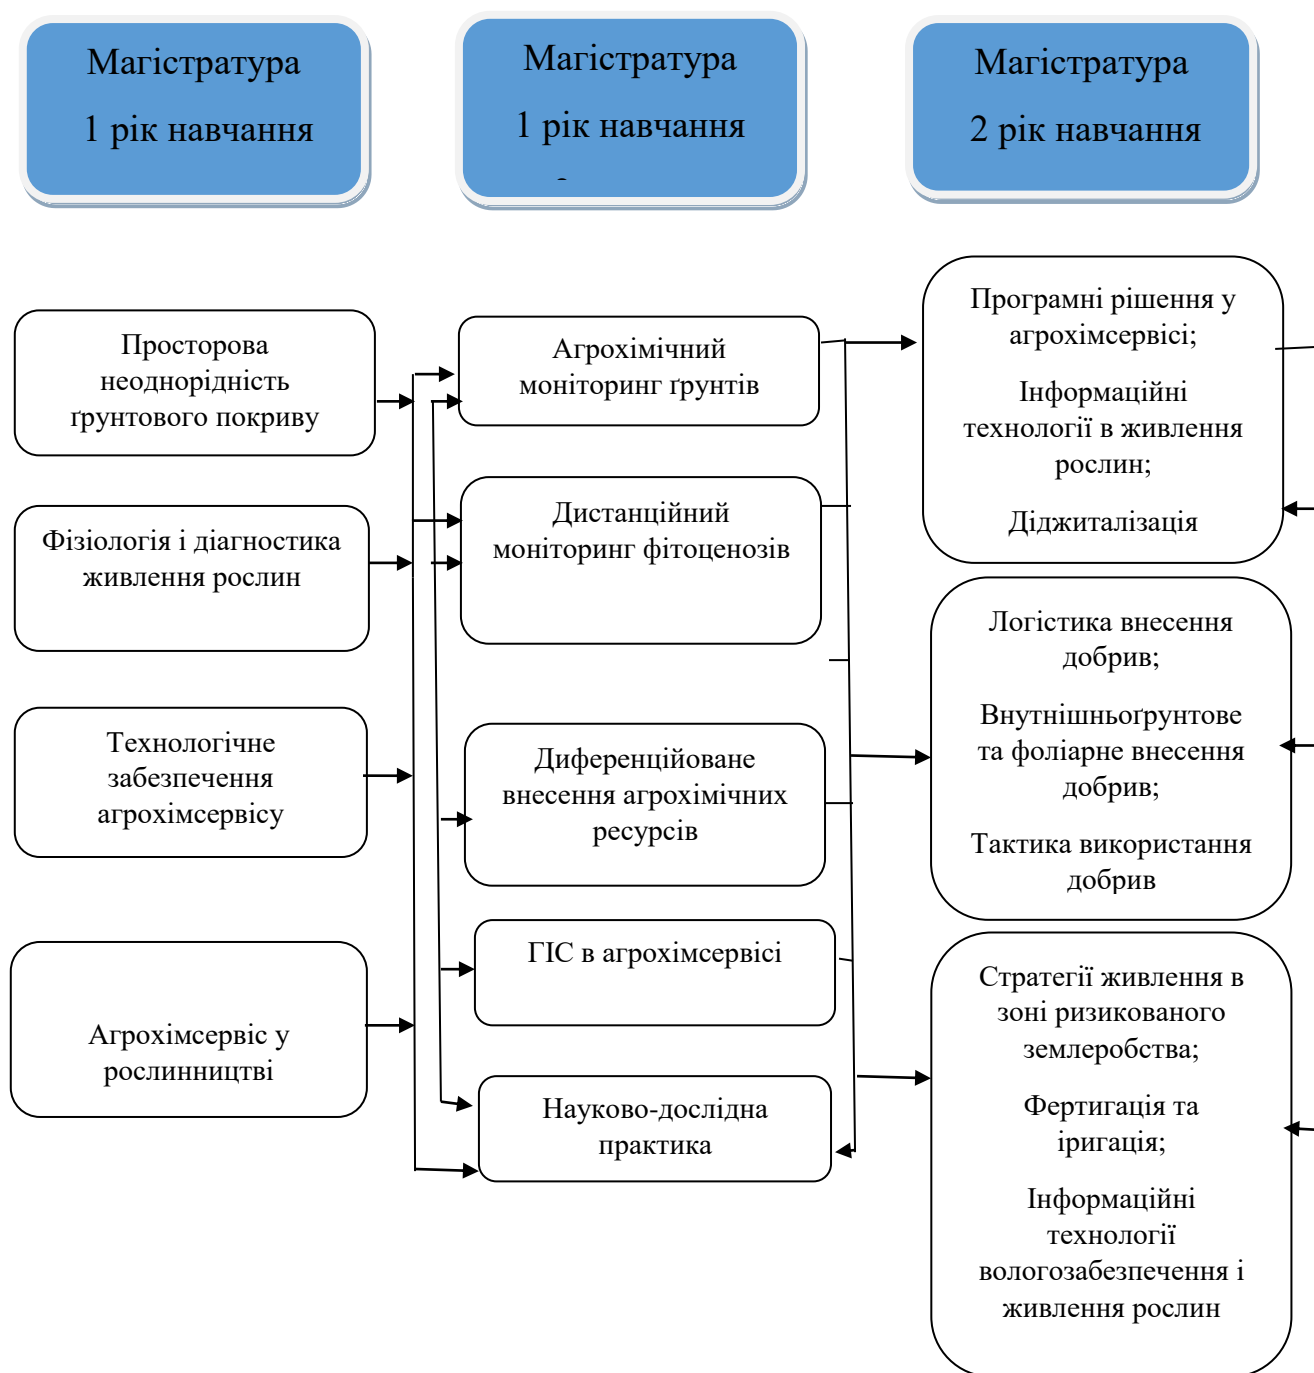 Магістратура
1 рік навчання
Магістратура
1 рік навчання
Магістратура
2 рік навчання
Просторова
неоднорідність
ґрунтового покриву
Фізіологія і діагностика
живлення рослин
Технологічне
забезпечення
агрохімсервісу
Агрохімсервіс у
рослинництві
Агрохімічний
моніторинг ґрунтів
Дистанційний
моніторинг фітоценозів
Диференційоване
внесення агрохімічних
ресурсів
ГІС в агрохімсервісі
Науково-дослідна
практика
Програмні рішення у
агрохімсервісі;
Інформаційні
технології в живлення
рослин;
Діджиталізація
Логістика внесення
добрив;
Внутнішньоґрунтове
та фоліарне внесення
добрив;
Тактика використання
добрив
Стратегії живлення в
зоні ризикованого
землеробства;
Фертигація та
іригація;
Інформаційні
технології
вологозабезпечення і
живлення рослин